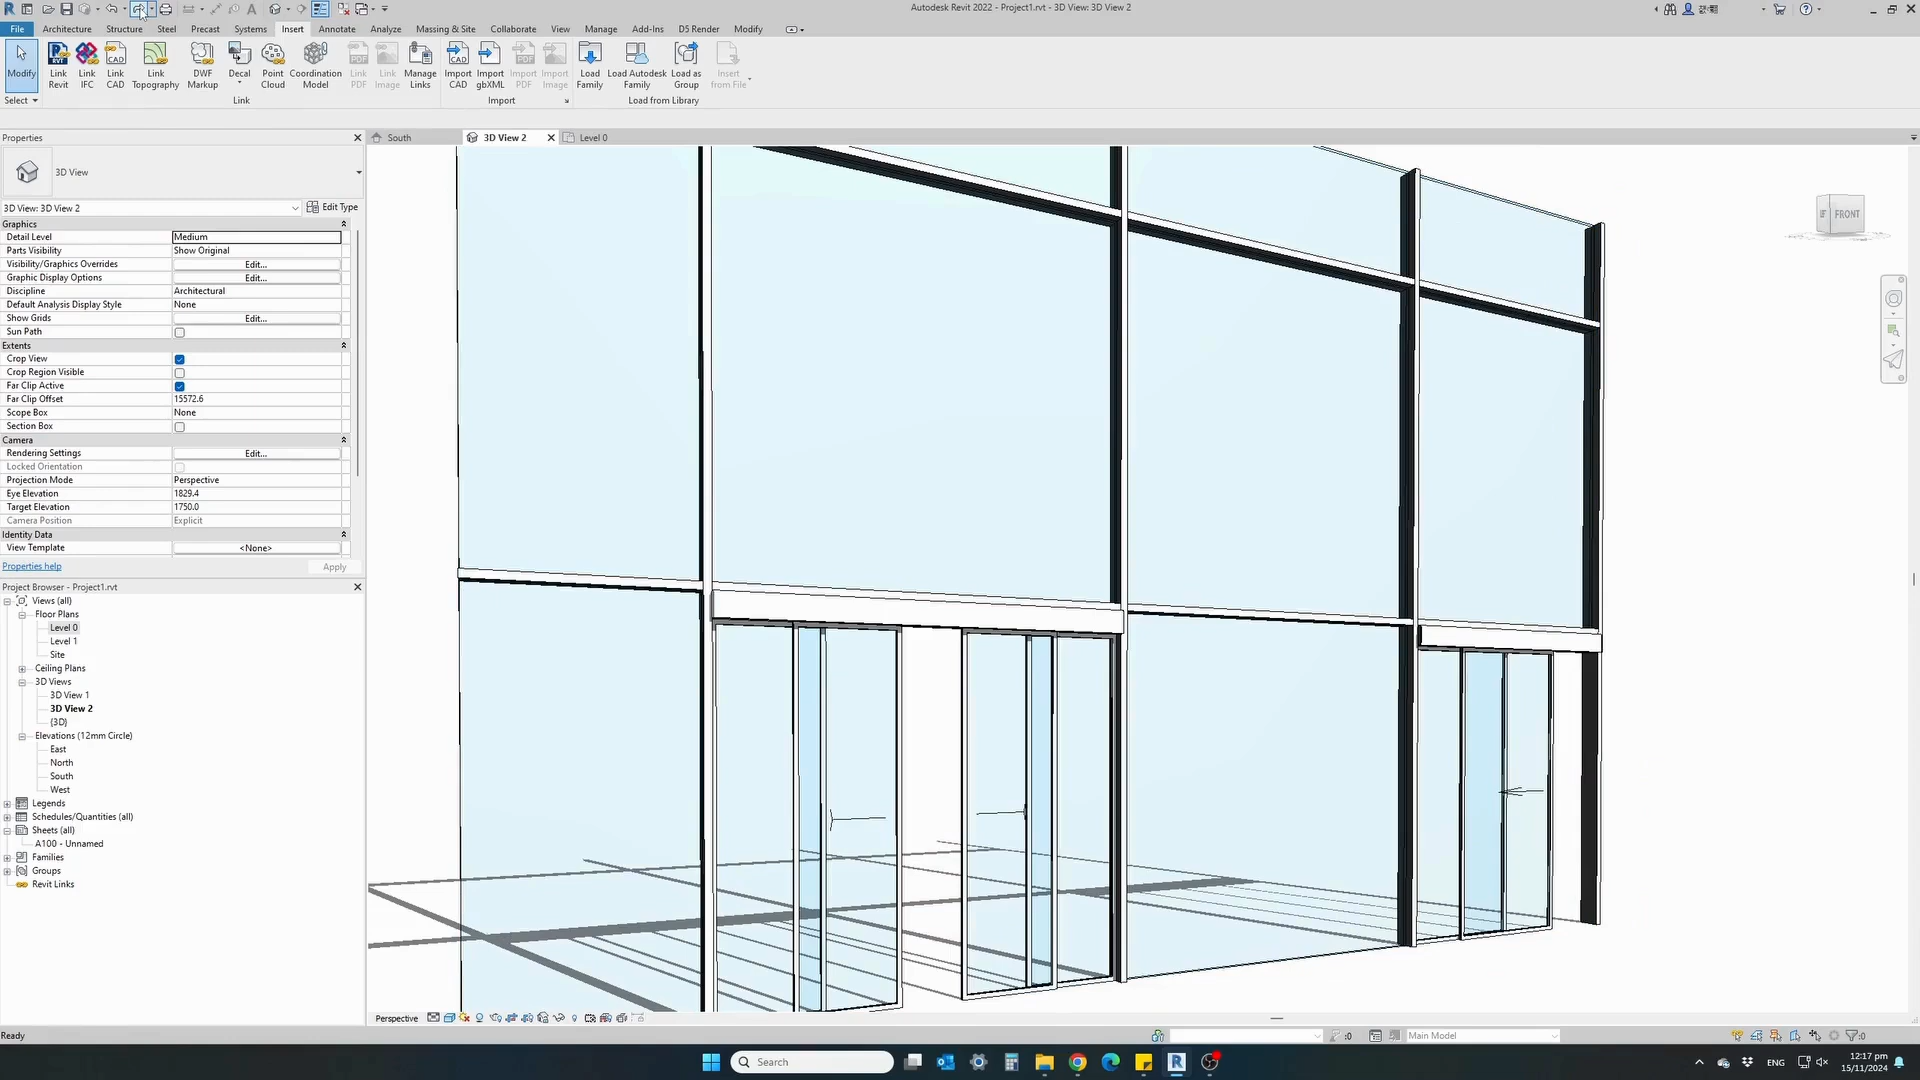 Autodesk Revit 2022 - Project1.rvt - 3D View: 3D View 2
File Architecture Structure Steel Precast Systems Insert Annotate Analyze Massing & Site Collaborate View Manage Add-Ins D5 Render Modify
Modify
Link Revit
Link IFC
Link CAD
Link Topography
DWF Markup
Decal
Point Cloud
Coordination Model
Link PDF
Link Image
Manage Links
Import CAD
Import gbXML
Import PDF
Import Image
Load Family
Load Autodesk Family
Load as Group
Insert from File
Select
Link
Import
Load from Library
Properties
South
3D View 2
Level 0
3D View
3D View: 3D View 2
Edit Type
Graphics
Detail Level Medium
Parts Visibility Show Original
Visibility/Graphics Overrides Edit...
Graphic Display Options Edit...
Discipline Architectural
Default Analysis Display Style None
Show Grids Edit...
Sun Path
Extents
Crop View
Crop Region Visible
Far Clip Active
Far Clip Offset 15572.6
Scope Box None
Section Box
Camera
Rendering Settings Edit...
Locked Orientation
Projection Mode Perspective
Eye Elevation 1829.4
Target Elevation 1750.0
Camera Position Explicit
Identity Data
View Template <None>
Properties help
Apply
Project Browser - Project1.rvt
Views (all)
Floor Plans
Level 0
Level 1
Site
Ceiling Plans
3D Views
3D View 1
3D View 2
{3D}
Elevations (12mm Circle)
East
North
South
West
Legends
Schedules/Quantities (all)
Sheets (all)
A100 - Unnamed
Families
Groups
Revit Links
FRONT
Perspective
Ready
:0
Main Model
:0
Search
ENG
12:17 pm
15/11/2024